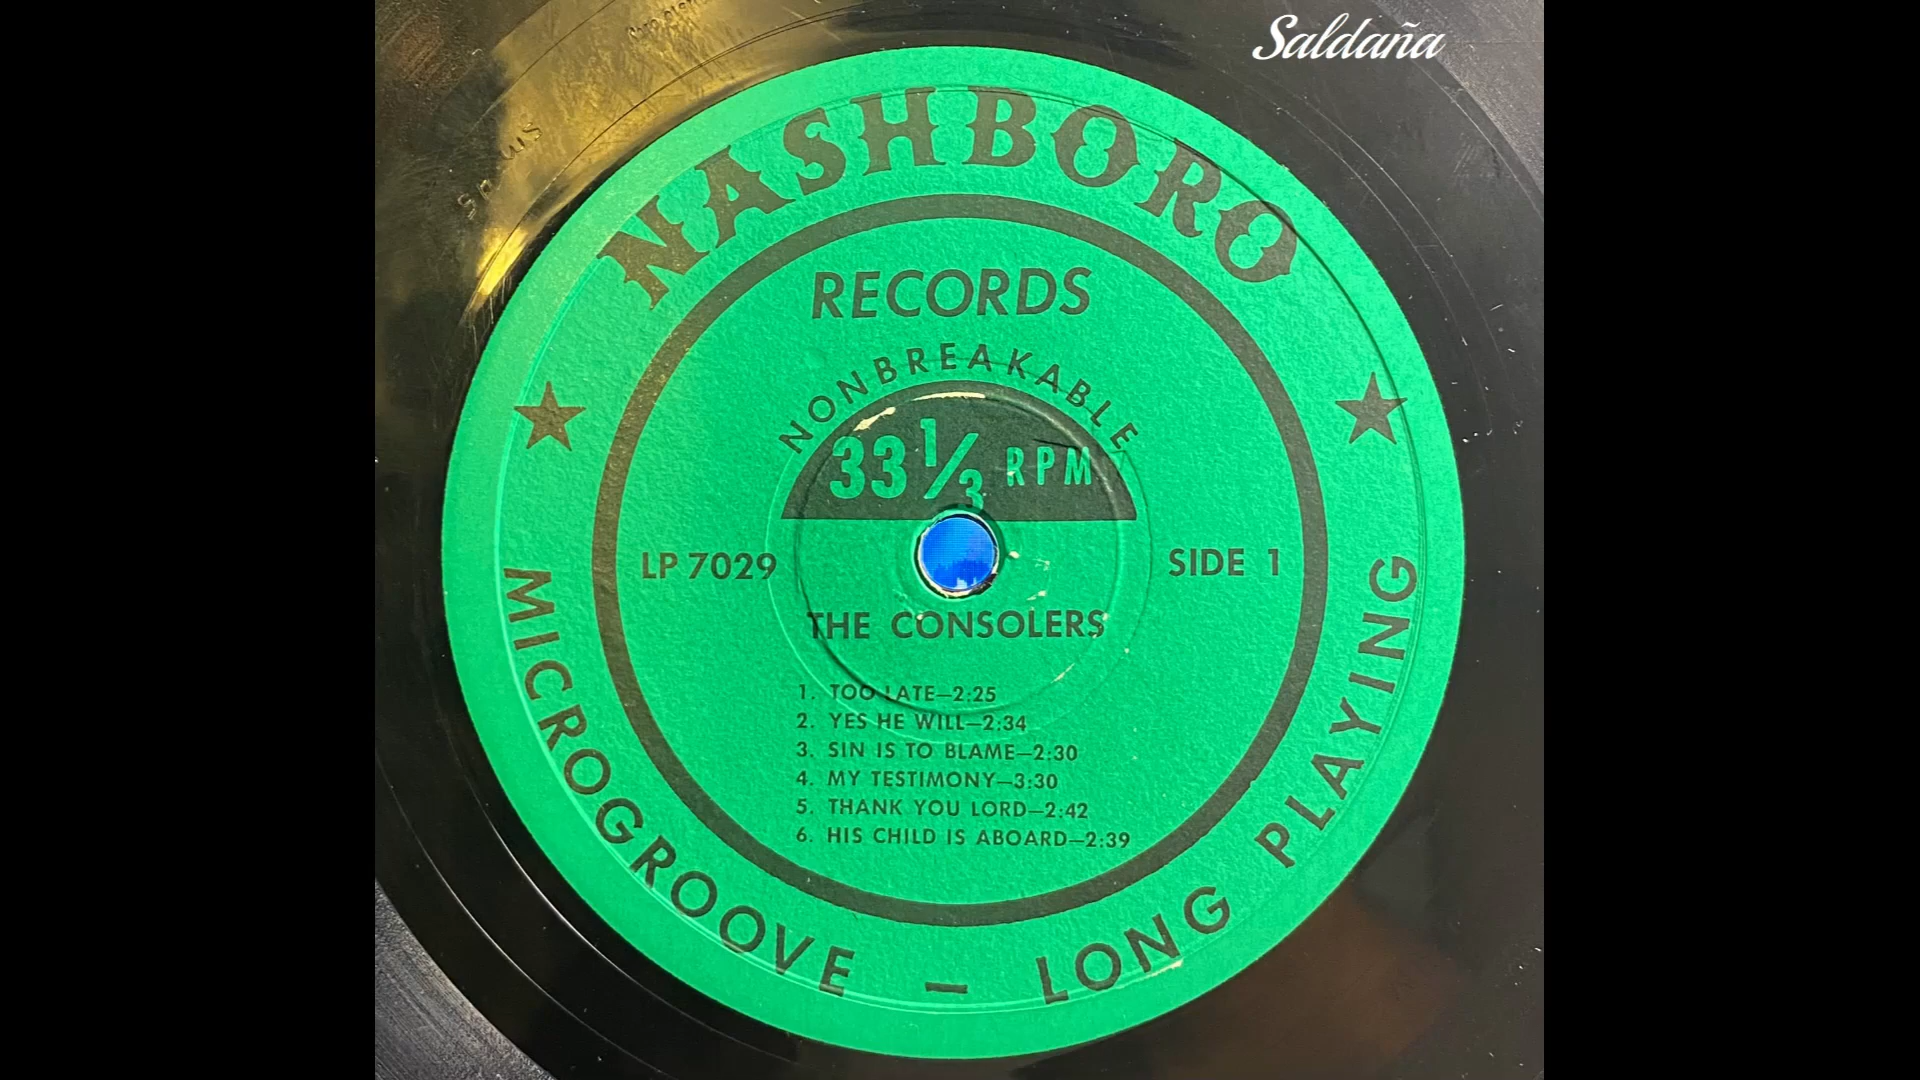 Saldaña
NASHBORO
RECORDS
NONBREAKABLE
33 1/3 RPM
LP 7029
SIDE 1
THE CONSOLERS
1. TOO LATE—2:25
2. YES HE WILL—2:34
3. SIN IS TO BLAME—2:30
4. MY TESTIMONY—3:30
5. THANK YOU LORD—2:42
6. HIS CHILD IS ABOARD—2:39
MICROGROOVE — LONG PLAYING